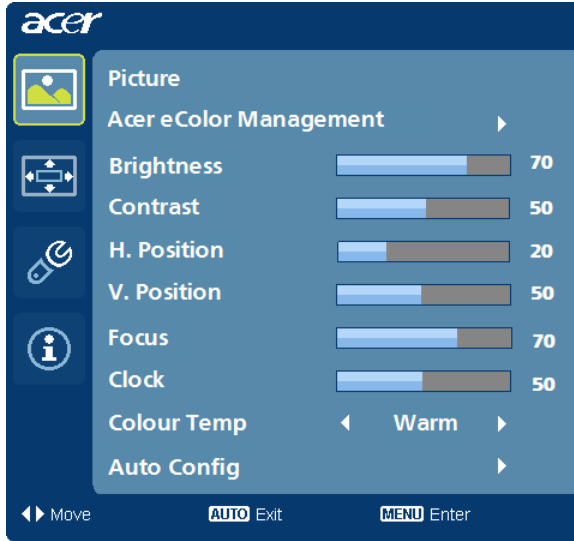 acer
Picture
Acer eColor Management
Brightness 70
Contrast 50
H. Position 20
V. Position 50
Focus 70
Clock 50
Colour Temp Warm
Auto Config
Move AUTO Exit MENU Enter